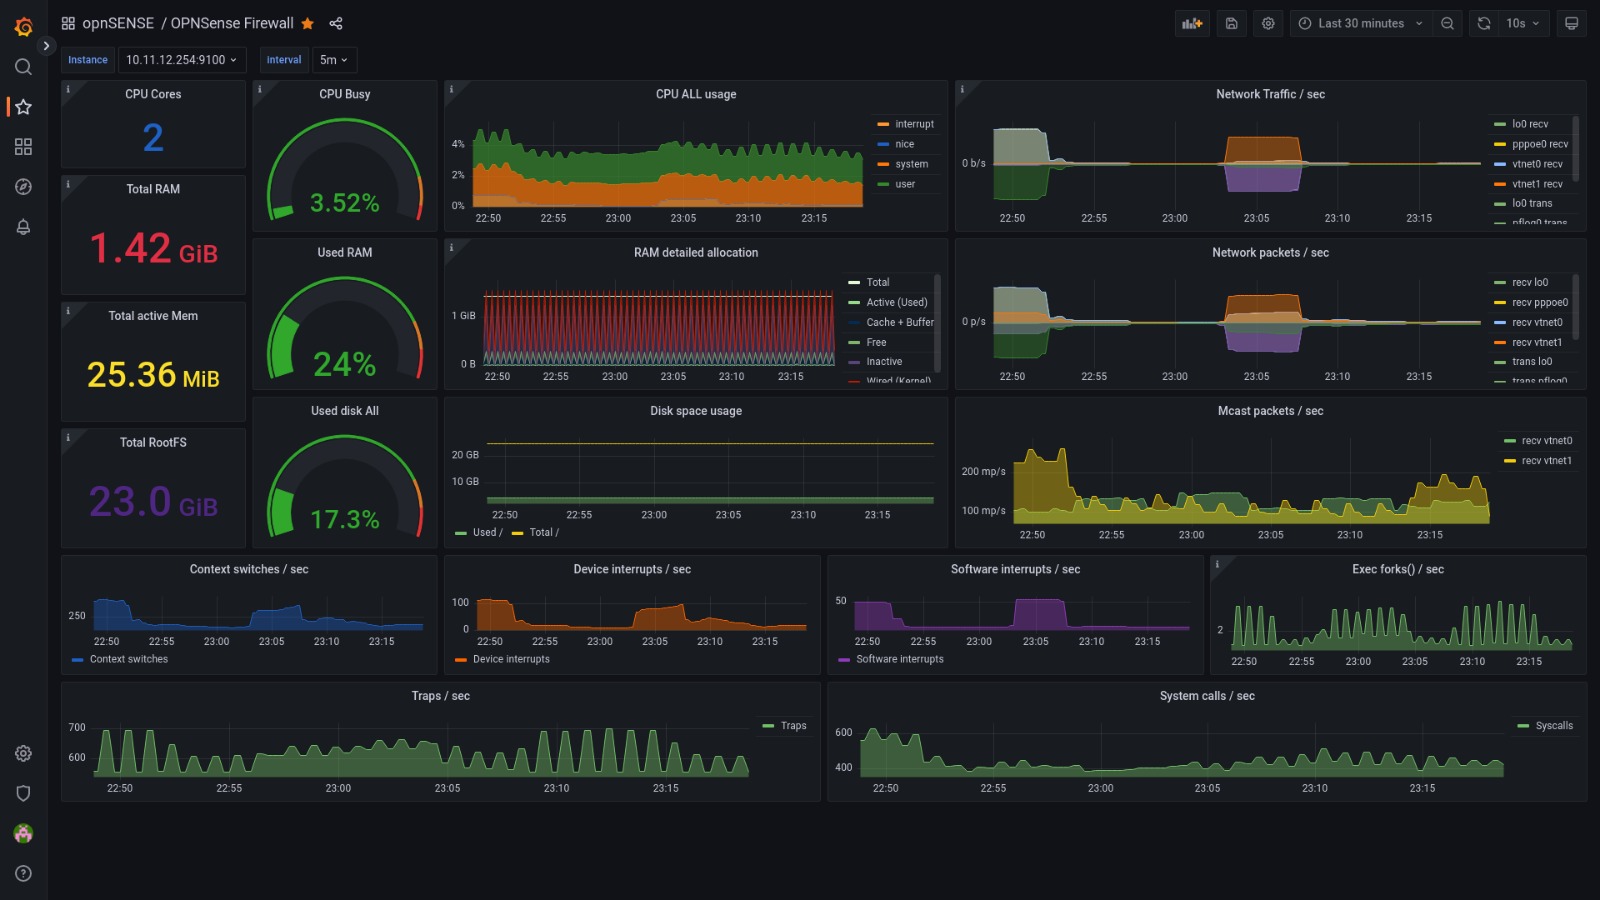 opnSENSE / OPNSense Firewall
Last 30 minutes
10s
Instance 10.11.12.254:9100
interval 5m
CPU Cores
2
Total RAM
1.42 GiB
Total active Mem
25.36 MiB
Total RootFS
23.0 GiB
CPU Busy
3.52%
Used RAM
24%
Used disk All
17.3%
CPU ALL usage
4%
2%
0%
22:50 22:55 23:00 23:05 23:10 23:15
interrupt
nice
system
user
Network Traffic / sec
0 b/s
22:50 22:55 23:00 23:05 23:10 23:15
lo0 recv
pppoe0 recv
vtnet0 recv
vtnet1 recv
lo0 trans
pflog0 trans
RAM detailed allocation
1 GiB
0 B
22:50 22:55 23:00 23:05 23:10 23:15
Total
Active (Used)
Cache + Buffer
Free
Inactive
Wired (Kernel)
Network packets / sec
0 p/s
22:50 22:55 23:00 23:05 23:10 23:15
recv lo0
recv pppoe0
recv vtnet0
recv vtnet1
trans lo0
trans pflog0
Disk space usage
20 GB
10 GB
22:50 22:55 23:00 23:05 23:10 23:15
Used / Total /
Mcast packets / sec
200 mp/s
100 mp/s
22:50 22:55 23:00 23:05 23:10 23:15
recv vtnet0
recv vtnet1
Context switches / sec
250
22:50 22:55 23:00 23:05 23:10 23:15
Context switches
Device interrupts / sec
100
0
22:50 22:55 23:00 23:05 23:10 23:15
Device interrupts
Software interrupts / sec
50
22:50 22:55 23:00 23:05 23:10 23:15
Software interrupts
Exec forks() / sec
2
22:50 22:55 23:00 23:05 23:10 23:15
Traps / sec
700
600
22:50 22:55 23:00 23:05 23:10 23:15
Traps
System calls / sec
600
400
22:50 22:55 23:00 23:05 23:10 23:15
Syscalls